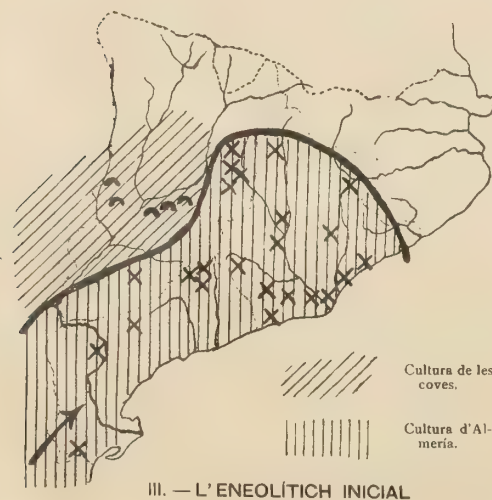 Cultura de les
coves.
Cultura d'Al-
mería.
III. — L'ENEOLÍTICH INICIAL